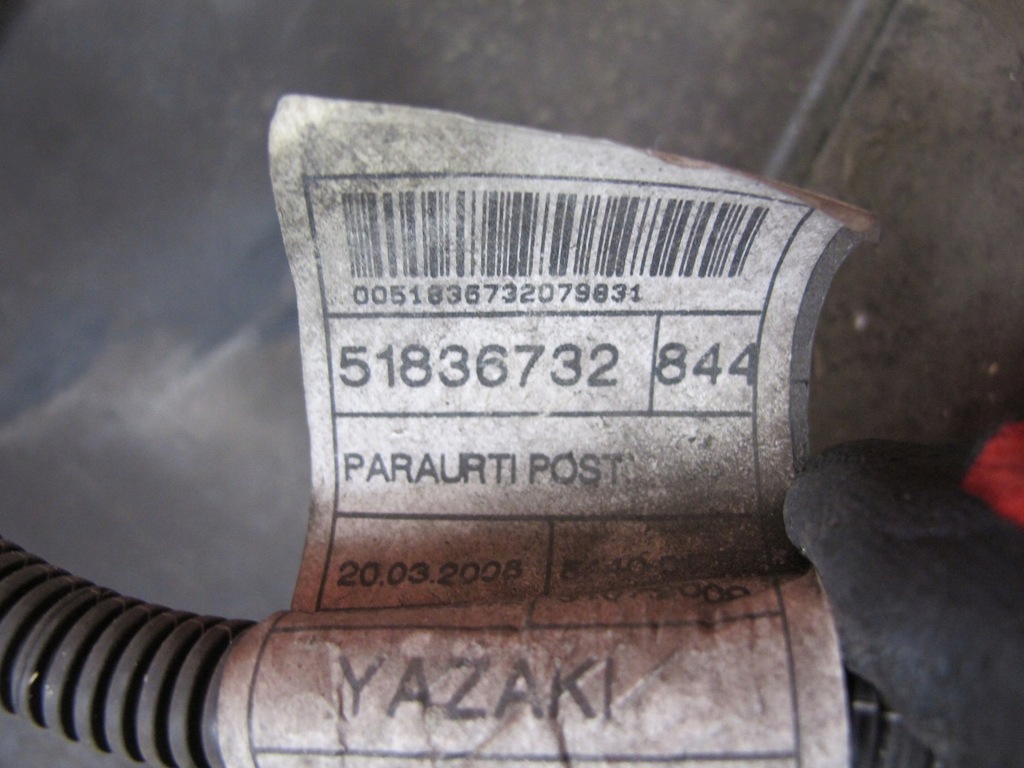 0051836732079831
51836732 844
PARAURTI POST
20.03.2008
YAZAKI